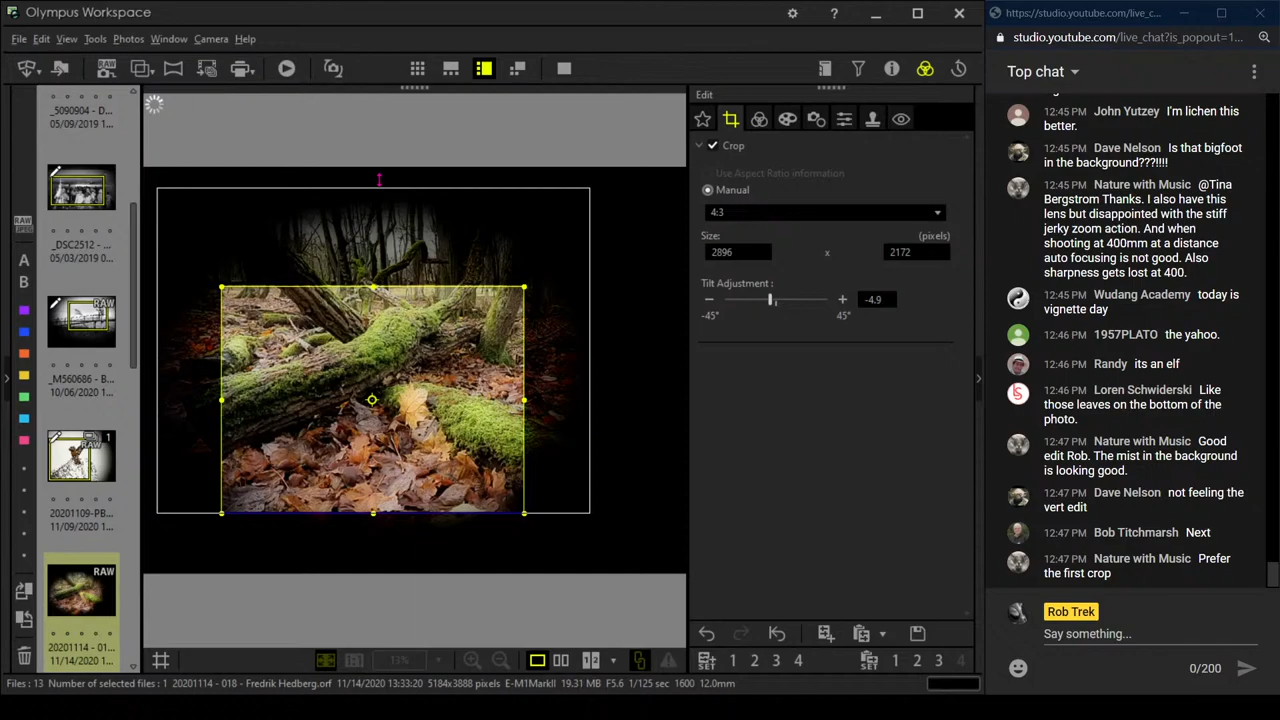 Olympus Workspace
File Edit View Tools Photos Window Camera Help
_5090904 - D...
05/09/2019 1...
_DSC2512 - ...
05/03/2019 0...
RAW
_M560686 - B...
10/06/2020 1...
1
RAW
20201109-PB...
11/09/2020 1...
RAW
20201114 - 01...
11/14/2020 1...
RAW
JPEG
A
B
13%
1 2
Edit
Crop
Use Aspect Ratio information
Manual
4:3
Size: (pixels)
2896 x 2172
Tilt Adjustment :
-4.9
-45° 45°
SET 1 2 3 4
SET 1 2 3 4
Files : 13 Number of selected files : 1 20201114 - 018 - Fredrik Hedberg.orf 11/14/2020 13:33:20 5184x3888 pixels E-M1MarkII 19.31 MB F5.6 1/125 sec 1600 12.0mm
https://studio.youtube.com/live_c...
studio.youtube.com/live_chat?is_popout=1...
Top chat
12:45 PM John Yutzey I'm lichen this
better.
12:45 PM Dave Nelson Is that bigfoot
in the background???!!!!
12:45 PM Nature with Music @Tina
Bergstrom Thanks. I also have this
lens but disappointed with the stiff
jerky zoom action. And when
shooting at 400mm at a distance
auto focusing is not good. Also
sharpness gets lost at 400.
12:45 PM Wudang Academy today is
vignette day
12:46 PM 1957PLATO the yahoo.
12:46 PM Randy its an elf
12:46 PM Loren Schwiderski Like
those leaves on the bottom of the
photo.
12:47 PM Nature with Music Good
edit Rob. The mist in the background
is looking good.
12:47 PM Dave Nelson not feeling the
vert edit
12:47 PM Bob Titchmarsh Next
12:47 PM Nature with Music Prefer
the first crop
Rob Trek
Say something...
0/200